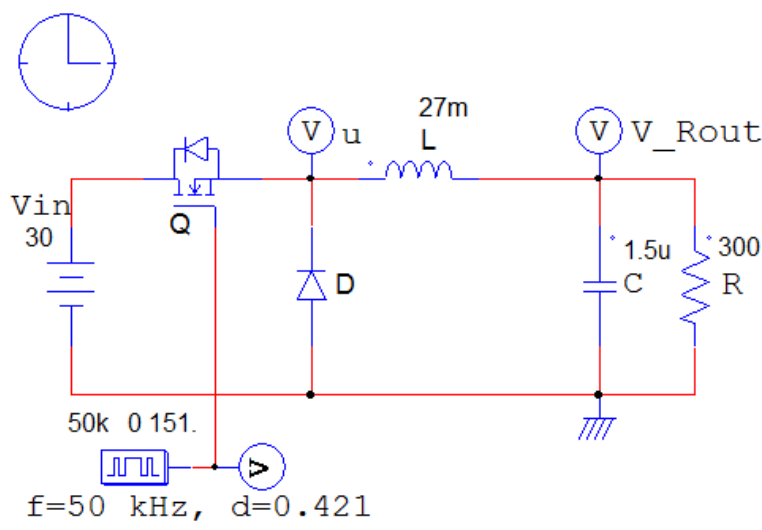 27m
V u
L
V V_Rout
Vin
30
Q
1.5u
300
D
C
R
50k 0 151.
V
f=50 kHz, d=0.421